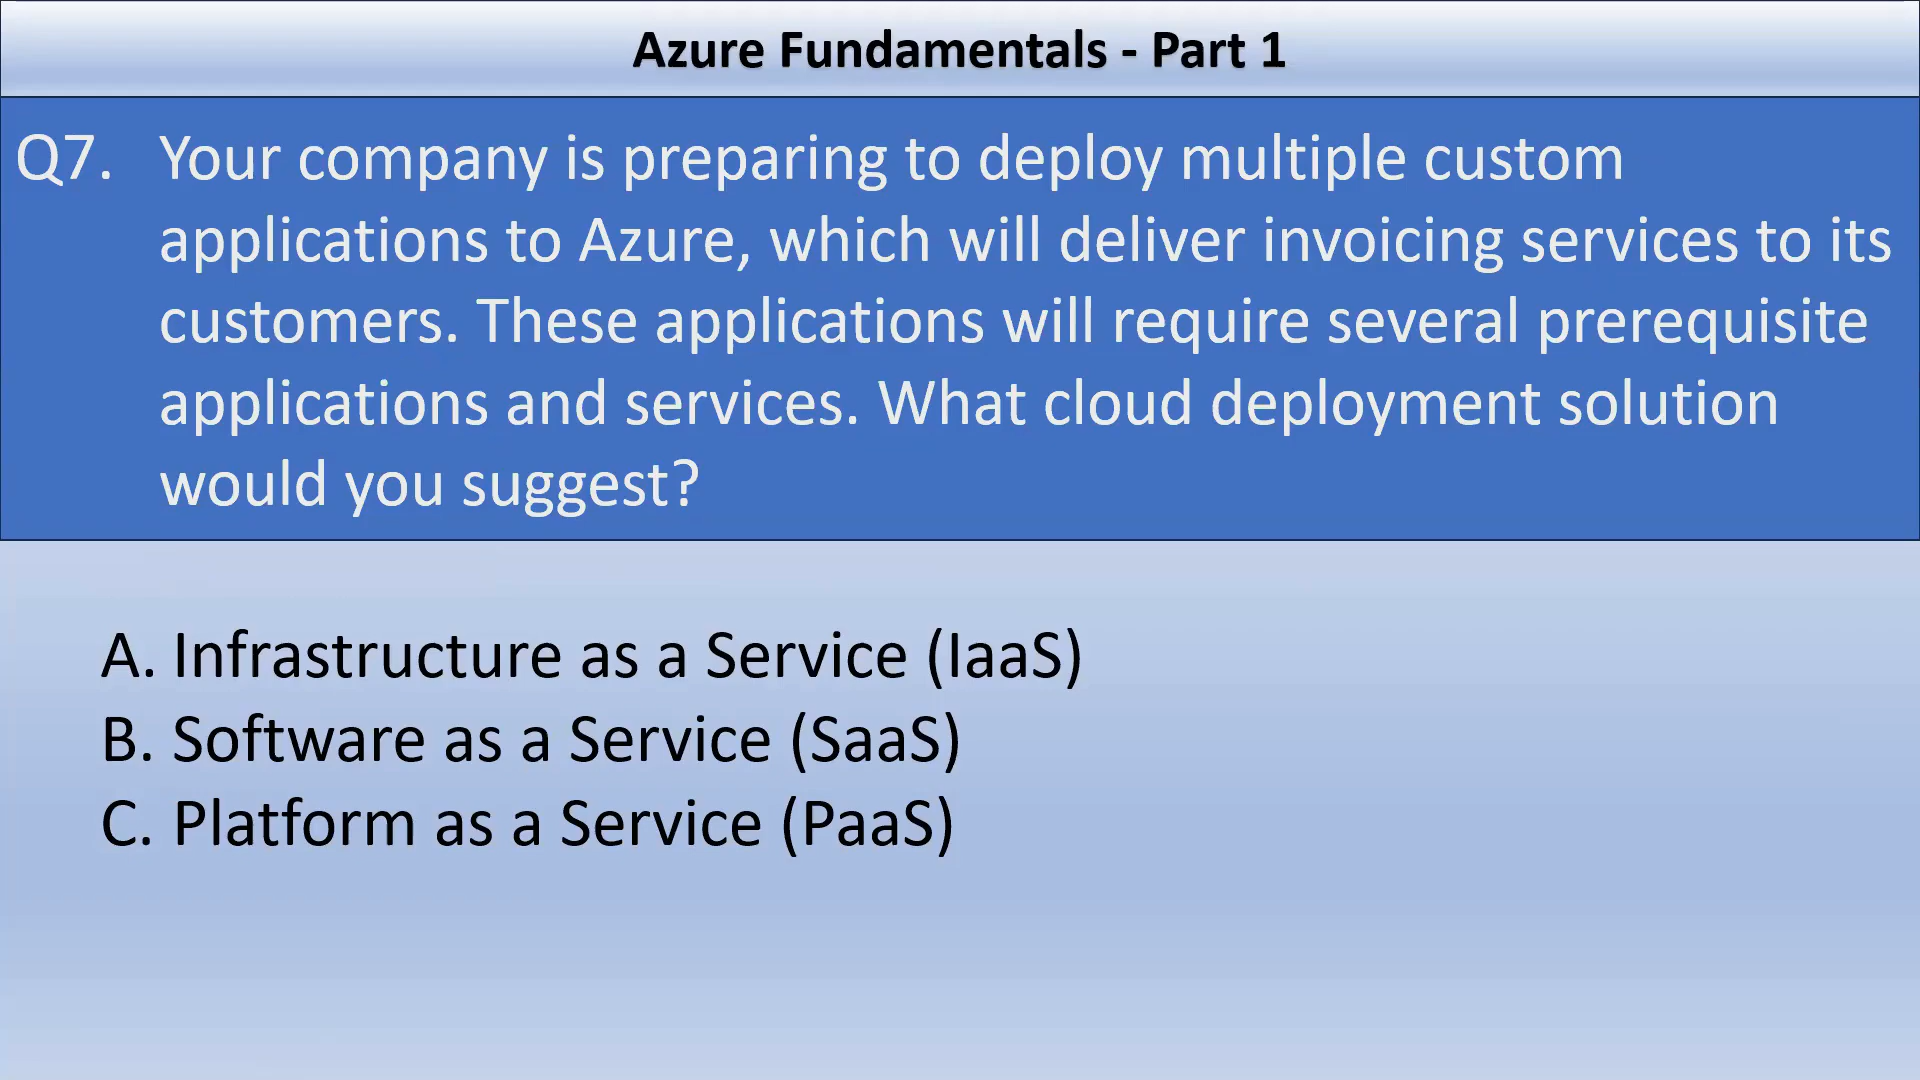 Azure Fundamentals - Part 1
Q7. Your company is preparing to deploy multiple custom
applications to Azure, which will deliver invoicing services to its
customers. These applications will require several prerequisite
applications and services. What cloud deployment solution
would you suggest?
A. Infrastructure as a Service (IaaS)
B. Software as a Service (SaaS)
C. Platform as a Service (PaaS)